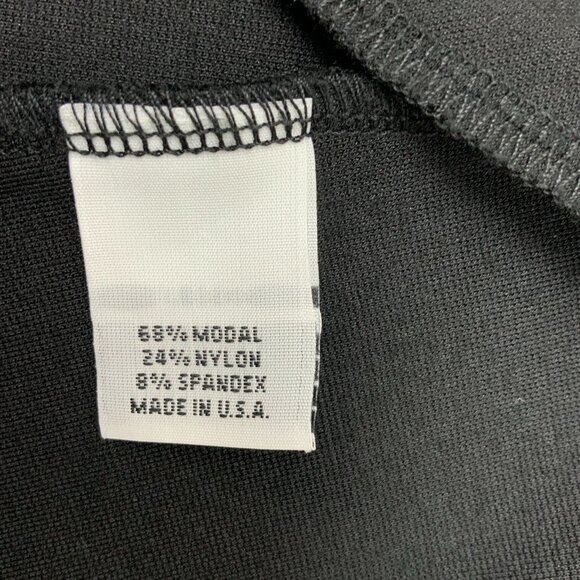 68% MODAL
24% NYLON
8% SPANDEX
MADE IN U.S.A.